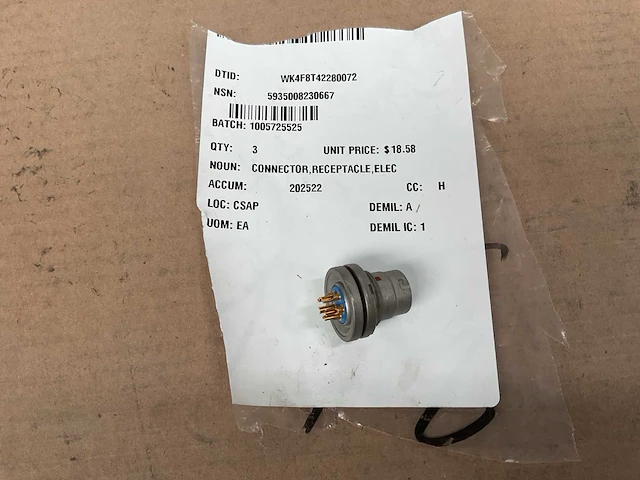 DTID: WK4F8T42280072
NSN: 5935008230667
BATCH: 1005725525
QTY: 3 UNIT PRICE: $18.58
NOUN: CONNECTOR,RECEPTACLE,ELEC
ACCUM: 202522 CC: H
LOC: CSAP DEMIL: A
UOM: EA DEMIL IC: 1